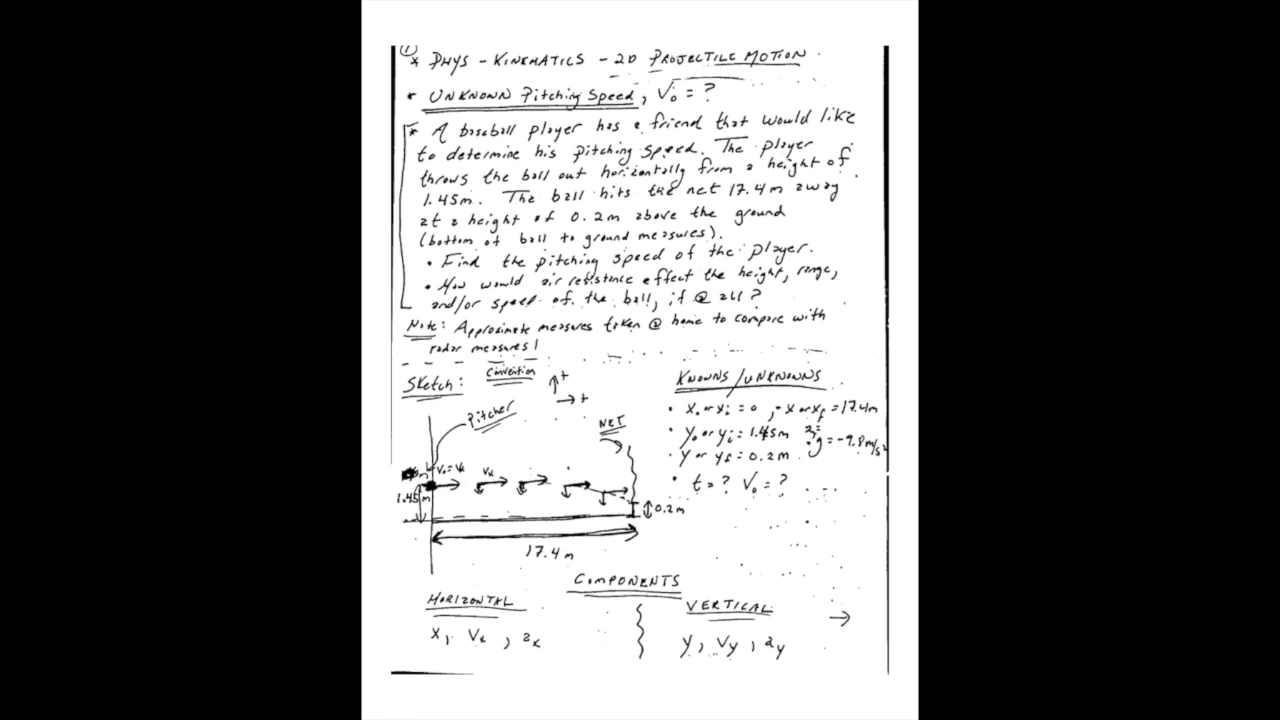 ①
* PHYS - KINEMATICS - 2D PROJECTILE MOTION
* UNKNOWN Pitching Speed, V₀ = ?
* A baseball player has a friend that would like
to determine his pitching speed. The player
throws the ball out horizontally from a height of
1.45m. The ball hits the net 17.4m away
at a height of 0.2m above the ground
(bottom of ball to ground measures).
• Find the pitching speed of the player.
• How would air resistance effect the height, range,
and/or speed of the ball, if @ all?
Note: Approximate measures taken @ home to compare with
radar measures!
Sketch:
Convention
+
+
KNOWNS/UNKNOWNS
• x₀ or xᵢ = 0, • x or x_f = 17.4m
• y₀ or yᵢ = 1.45m
g = -9.8m/s²
• y or y_f = 0.2m
• t = ? V₀ = ?
Pitcher
NET
V₀ = Vₓ
Vₓ
1.45m
0.2m
17.4m
COMPONENTS
HORIZONTAL
x, Vₓ, aₓ
VERTICAL
y, Vy, ay
→